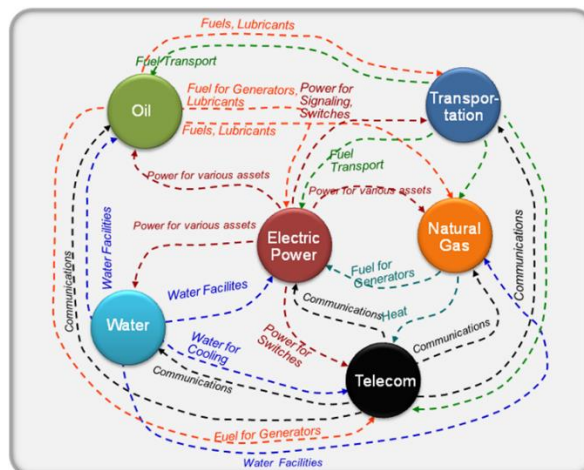 Fuels, Lubricants
Fuel Transport
Oil
Fuel for Generators,
Lubricants
Power for
Signaling,
Switches
Transpor-
tation
Fuels, Lubricants
Fuel
Transport
Power for various assets
Power for various assets
Power for various assets
Electric
Power
Natural
Gas
Water Facilities
Communications
Communications
Fuel for
Generators
Water Facilites
Communications
Heat
Water
Water for
Cooling
Power for
Switches
Communications
Communications
Telecom
Fuel for Generators
Water Facilities